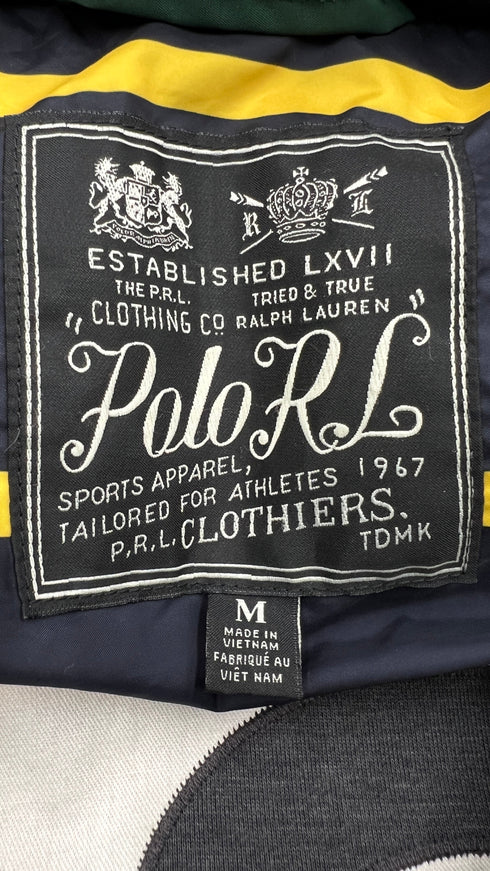 R L
ESTABLISHED LXVII
THE P.R.L. TRIED & TRUE
"CLOTHING CO RALPH LAUREN"
Polo RL
SPORTS APPAREL, 1967
TAILORED FOR ATHLETES
P.R.L. CLOTHIERS.
TDMK
M
MADE IN
VIETNAM
FABRIQUÉ AU
VIÊT NAM